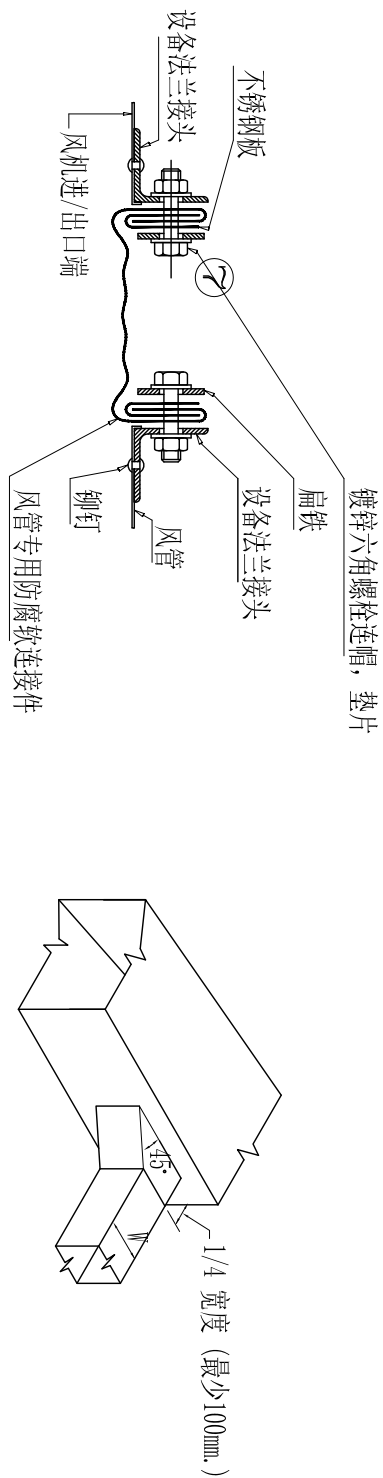 设备法兰接头
不锈钢板
风机进/出口端
镀锌六角螺栓连帽，垫片
扁铁
设备法兰接头
风管
铆钉
风管专用防腐软连接件
45°
W
1/4 宽度 (最少100mm.)